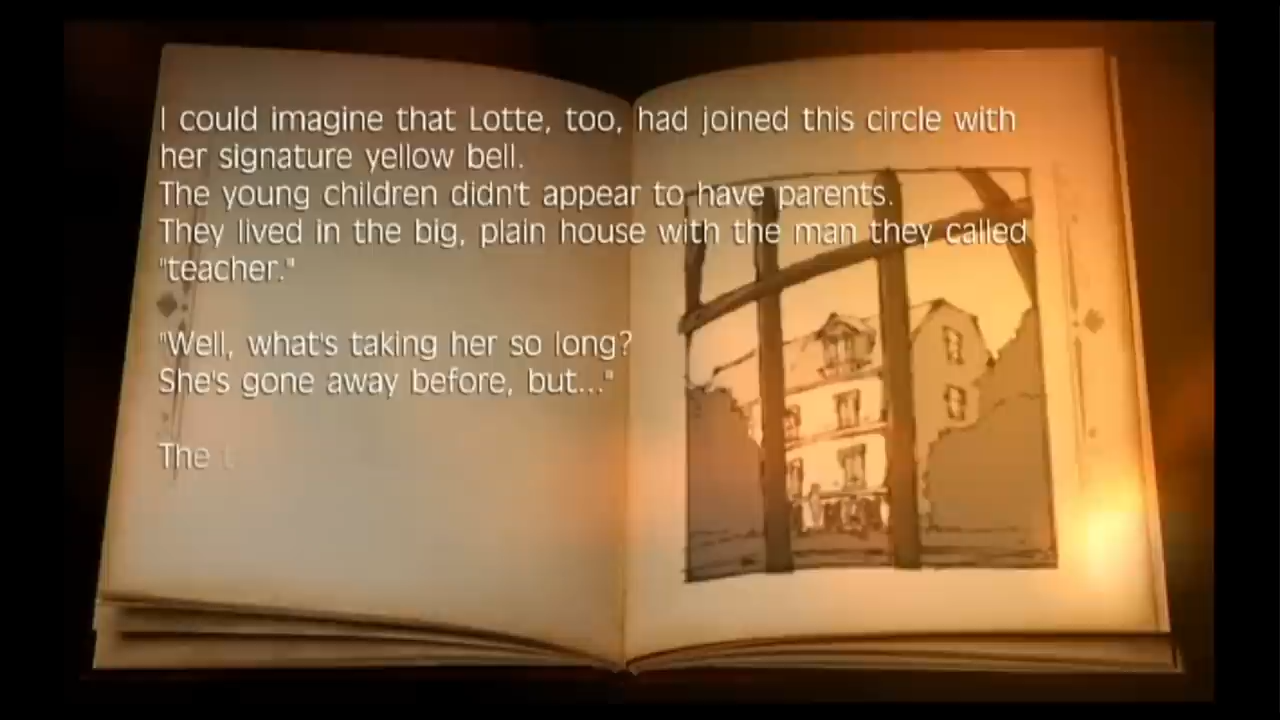 I could imagine that Lotte, too, had joined this circle with
her signature yellow bell.
The young children didn't appear to have parents.
They lived in the big, plain house with the man they called
"teacher."
"Well, what's taking her so long?
She's gone away before, but..."
The t